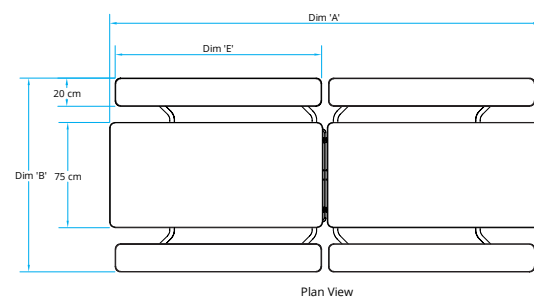 Dim 'A'
Dim 'E'
20 cm
Dim 'B'
75 cm
Plan View